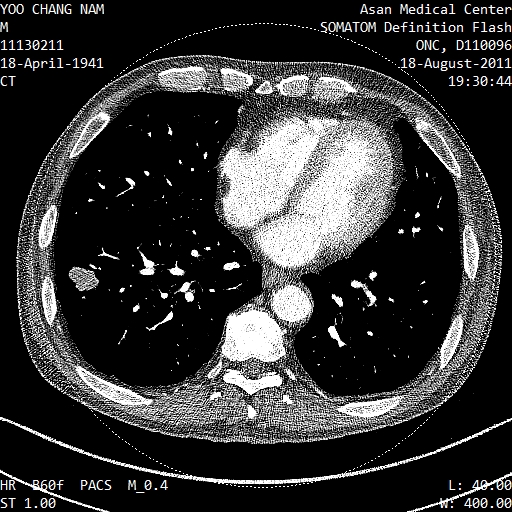 YOO CHANG NAM
M
11130211
18-April-1941
CT
Asan Medical Center
SOMATOM Definition Flash
ONC, D110096
18-August-2011
19:30:44
HR B60f PACS M_0.4
ST 1.00
L: 40.00
W: 400.00